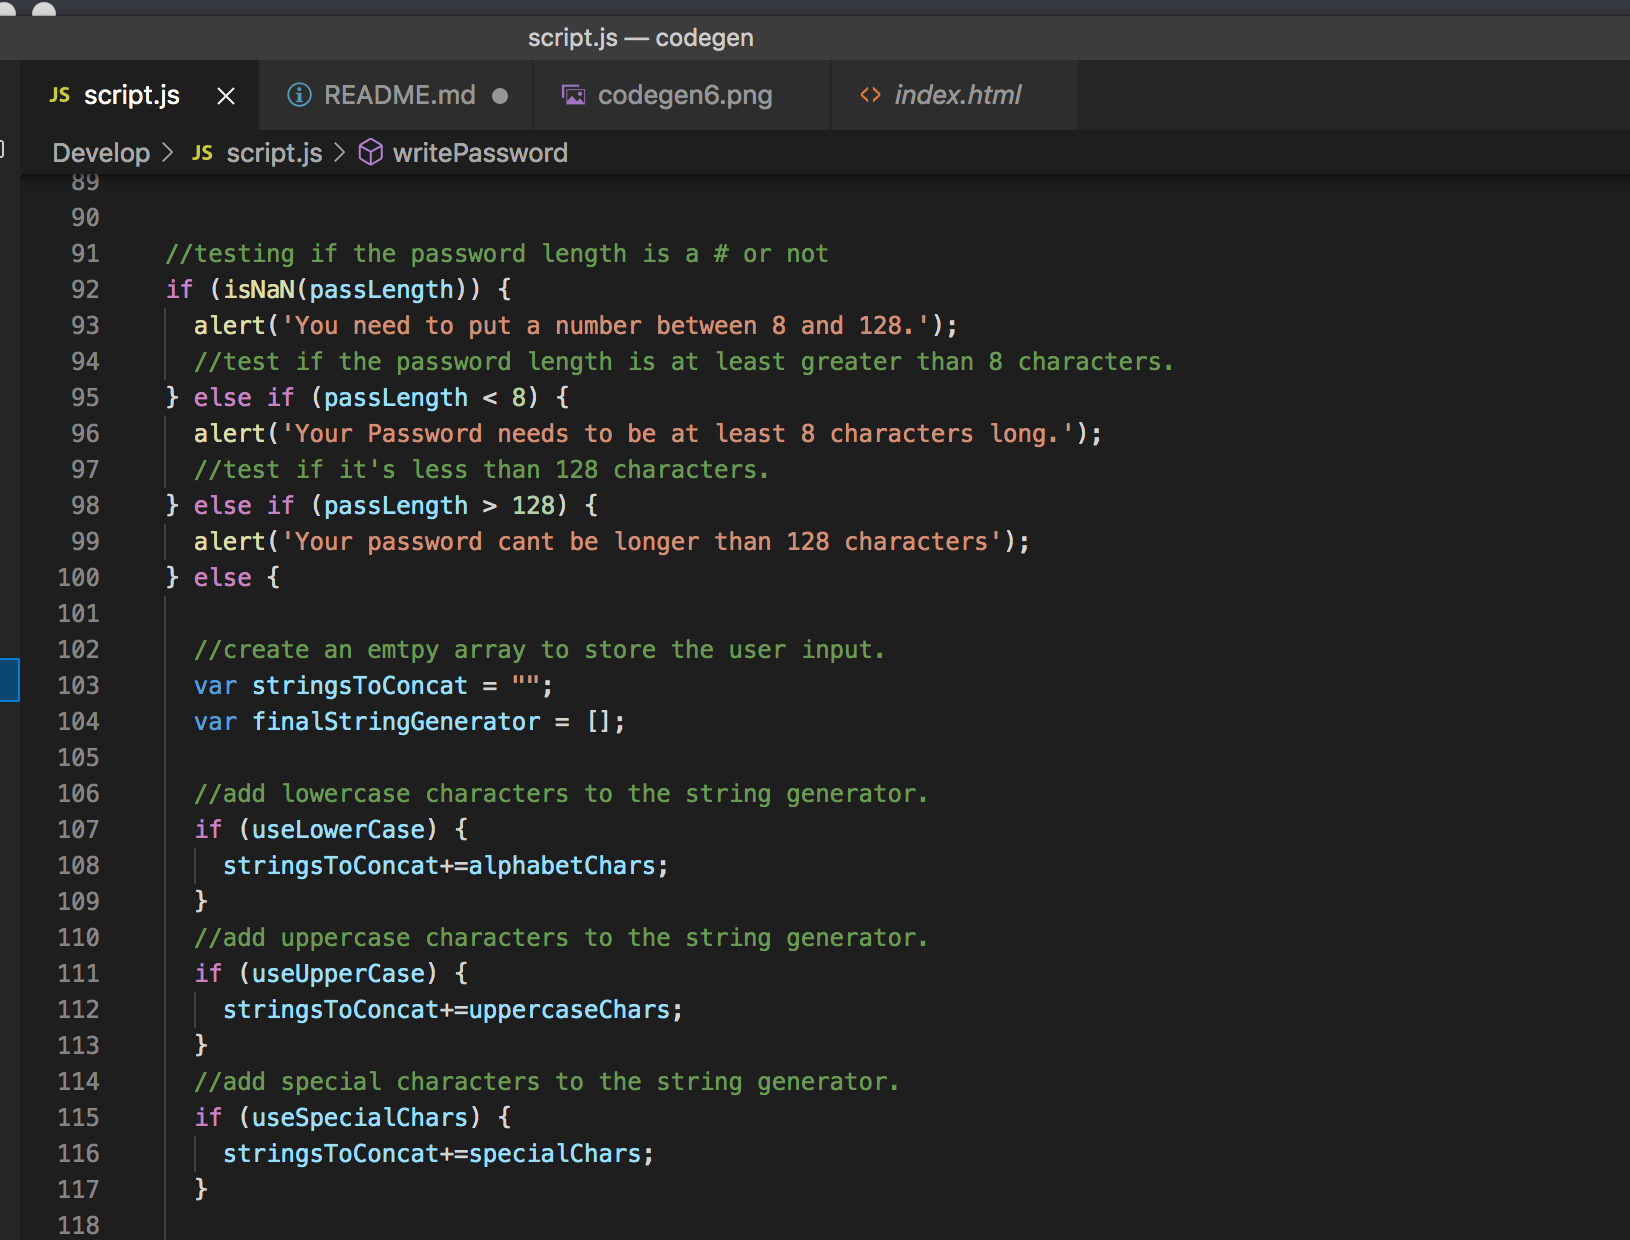 script.js — codegen
JS script.js × README.md ● codegen6.png <> index.html
Develop > JS script.js > writePassword
89
90
91 //testing if the password length is a # or not
92 if (isNaN(passLength)) {
93 alert('You need to put a number between 8 and 128.');
94 //test if the password length is at least greater than 8 characters.
95 } else if (passLength < 8) {
96 alert('Your Password needs to be at least 8 characters long.');
97 //test if it's less than 128 characters.
98 } else if (passLength > 128) {
99 alert('Your password cant be longer than 128 characters');
100 } else {
101
102 //create an emtpy array to store the user input.
103 var stringsToConcat = "";
104 var finalStringGenerator = [];
105
106 //add lowercase characters to the string generator.
107 if (useLowerCase) {
108 stringsToConcat+=alphabetChars;
109 }
110 //add uppercase characters to the string generator.
111 if (useUpperCase) {
112 stringsToConcat+=uppercaseChars;
113 }
114 //add special characters to the string generator.
115 if (useSpecialChars) {
116 stringsToConcat+=specialChars;
117 }
118